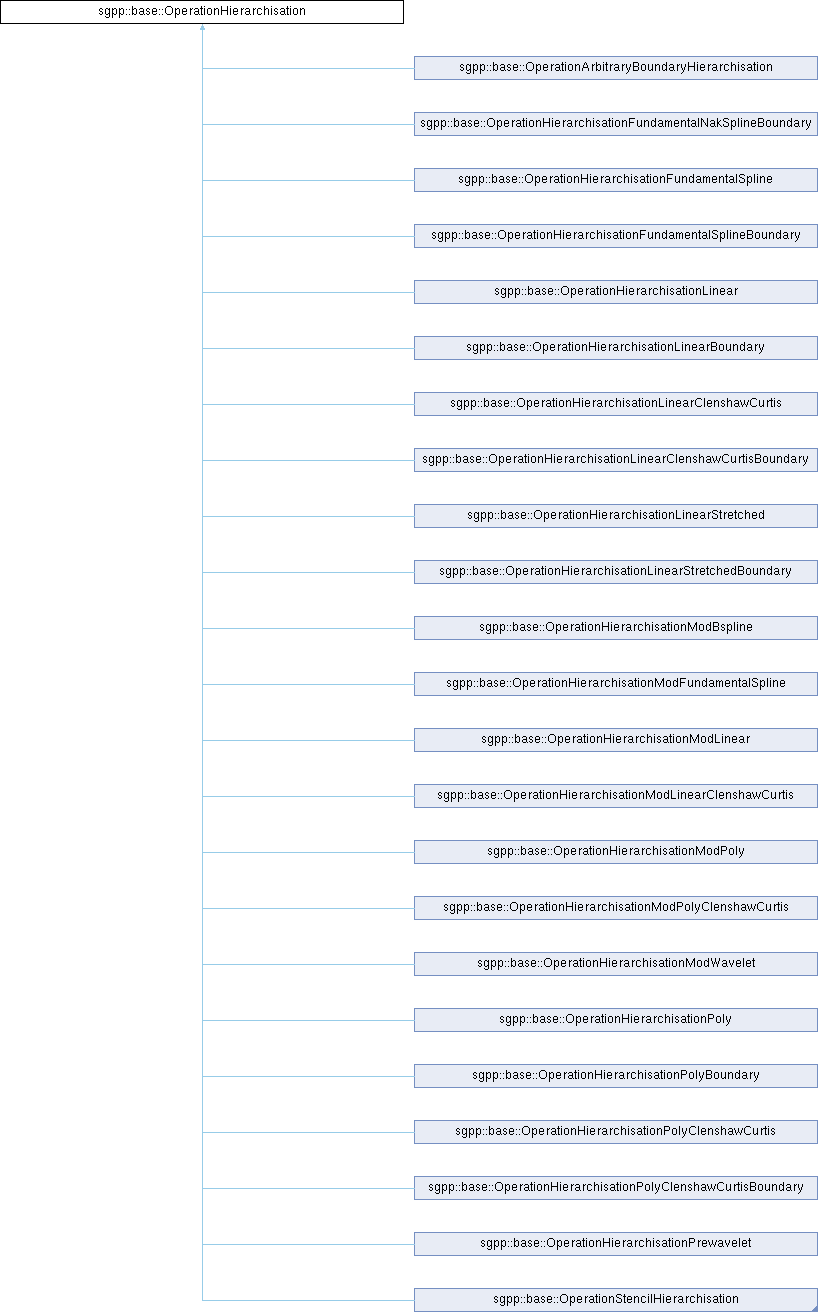 sgpp::base::OperationHierarchisation
sgpp::base::OperationArbitraryBoundaryHierarchisation
sgpp::base::OperationHierarchisationFundamentalNakSplineBoundary
sgpp::base::OperationHierarchisationFundamentalSpline
sgpp::base::OperationHierarchisationFundamentalSplineBoundary
sgpp::base::OperationHierarchisationLinear
sgpp::base::OperationHierarchisationLinearBoundary
sgpp::base::OperationHierarchisationLinearClenshawCurtis
sgpp::base::OperationHierarchisationLinearClenshawCurtisBoundary
sgpp::base::OperationHierarchisationLinearStretched
sgpp::base::OperationHierarchisationLinearStretchedBoundary
sgpp::base::OperationHierarchisationModBspline
sgpp::base::OperationHierarchisationModFundamentalSpline
sgpp::base::OperationHierarchisationModLinear
sgpp::base::OperationHierarchisationModLinearClenshawCurtis
sgpp::base::OperationHierarchisationModPoly
sgpp::base::OperationHierarchisationModPolyClenshawCurtis
sgpp::base::OperationHierarchisationModWavelet
sgpp::base::OperationHierarchisationPoly
sgpp::base::OperationHierarchisationPolyBoundary
sgpp::base::OperationHierarchisationPolyClenshawCurtis
sgpp::base::OperationHierarchisationPolyClenshawCurtisBoundary
sgpp::base::OperationHierarchisationPrewavelet
sgpp::base::OperationStencilHierarchisation